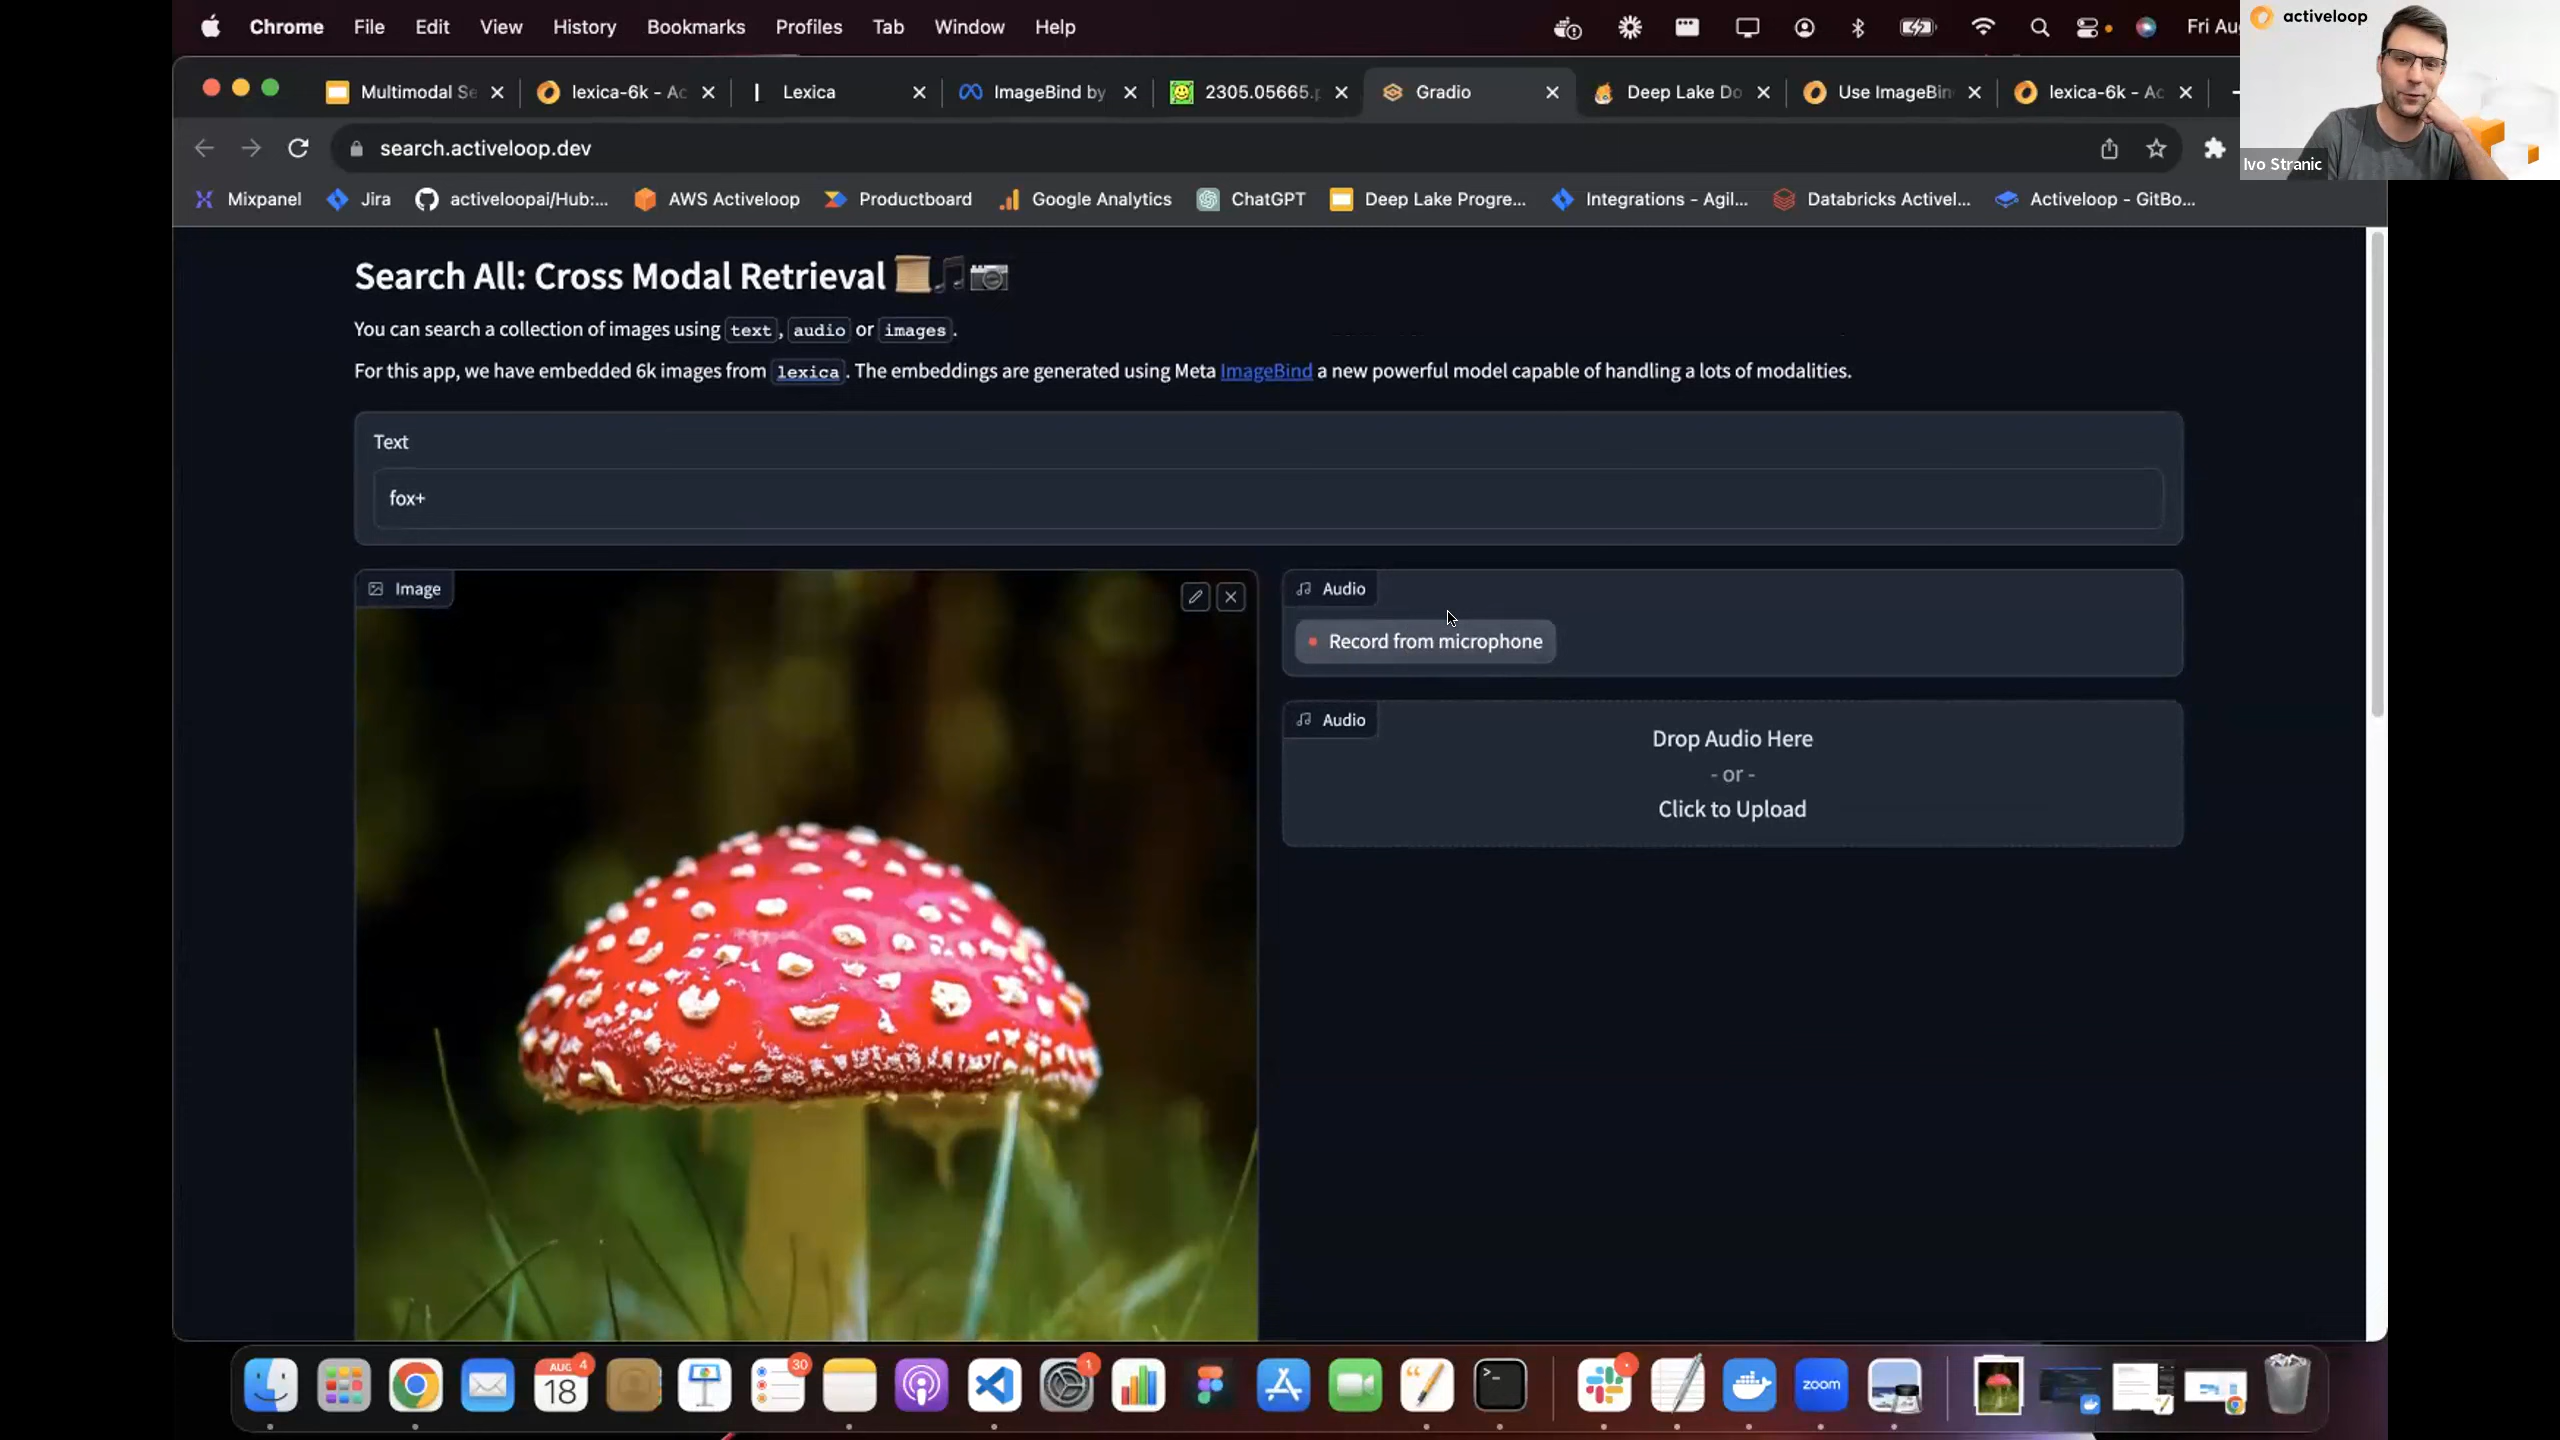 Chrome File Edit View History Bookmarks Profiles Tab Window Help
Fri Au
activeloop
Multimodal Se
lexica-6k - Ac
Lexica
ImageBind by
2305.05665.p
Gradio
Deep Lake Do
Use ImageBin
lexica-6k - Ac
search.activeloop.dev
Ivo Stranic
Mixpanel
Jira
activeloopai/Hub:...
AWS Activeloop
Productboard
Google Analytics
ChatGPT
Deep Lake Progre...
Integrations - Agil...
Databricks Activel...
Activeloop - GitBo...
Search All: Cross Modal Retrieval
You can search a collection of images using text, audio or images.
For this app, we have embedded 6k images from lexica. The embeddings are generated using Meta ImageBind a new powerful model capable of handling a lots of modalities.
Text
fox+
Image
Audio
Record from microphone
Audio
Drop Audio Here
- or -
Click to Upload
AUG 4
18
30
1
zoom